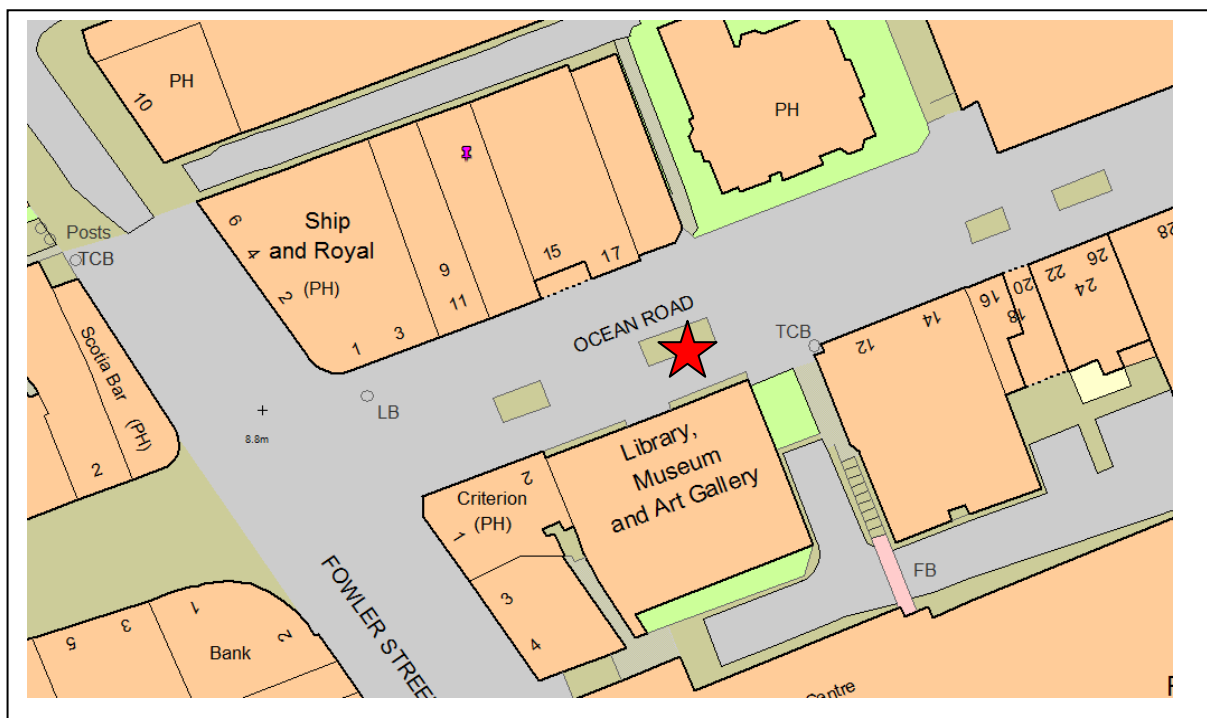 PH
10
PH
Ship
and Royal
(PH)
6
4
2
1
3
9
11
15
17
Posts
TCB
OCEAN ROAD
TCB
12
14
16
18
20
22
24
26
28
Scotia Bar
(PH)
2
LB
8.8m
Library,
Museum
and Art Gallery
Criterion
(PH)
2
1
3
4
FB
FOWLER STREE
5
3
1
2
Bank
Centre